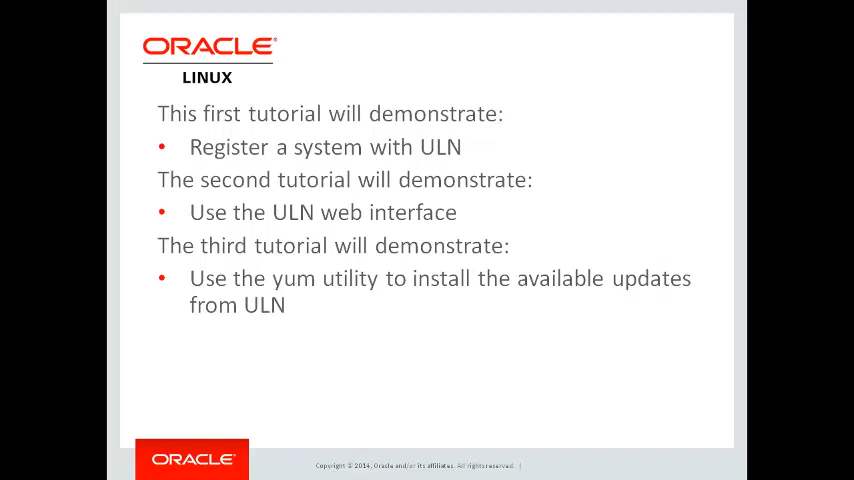 ORACLE®
LINUX
This first tutorial will demonstrate:
• Register a system with ULN
The second tutorial will demonstrate:
• Use the ULN web interface
The third tutorial will demonstrate:
• Use the yum utility to install the available updates
from ULN
ORACLE®
Copyright © 2014, Oracle and/or its affiliates. All rights reserved. |